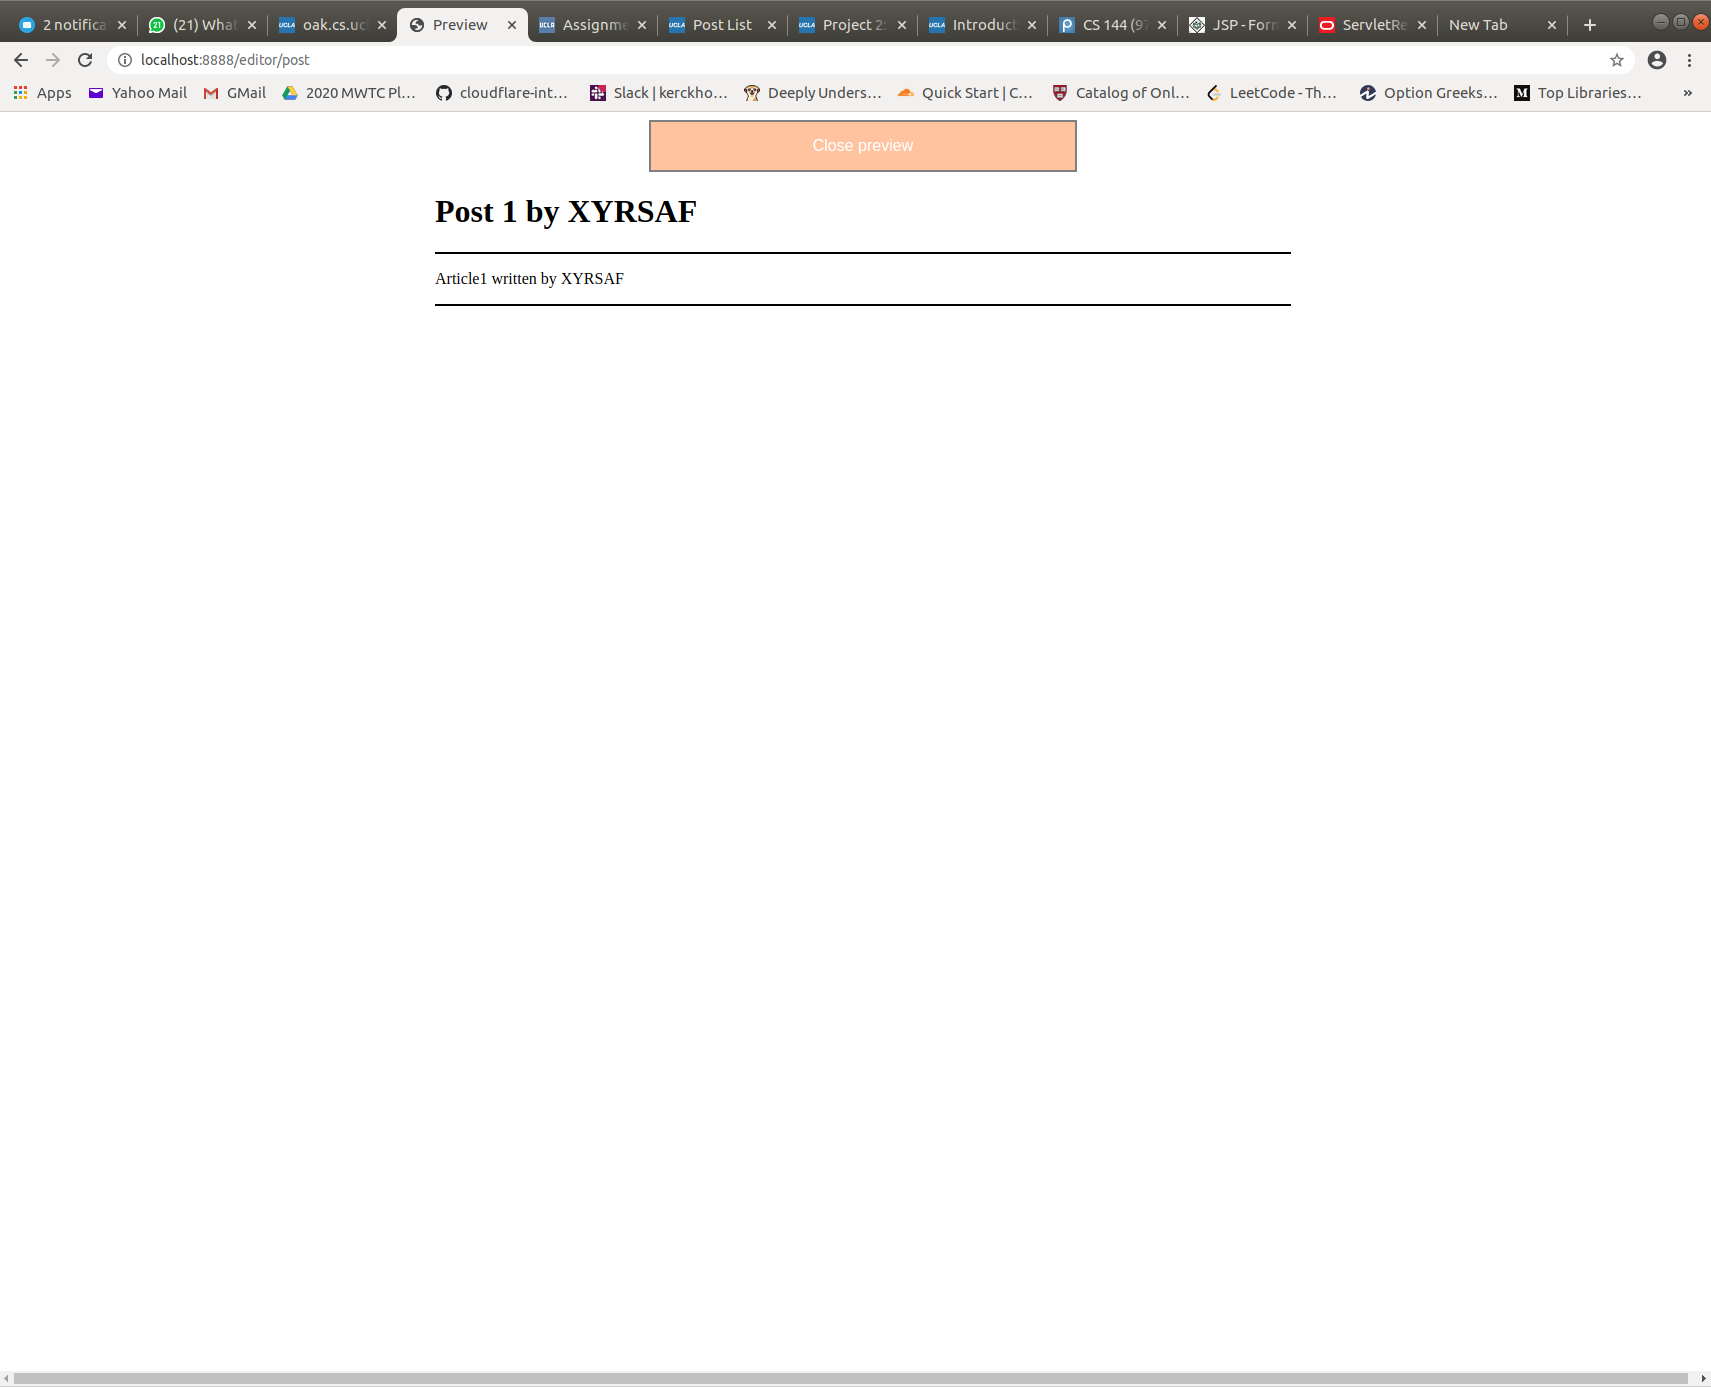 2 notifica (21) What oak.cs.ucl Preview Assignme Post List Project 2: Introduct CS 144 (97 JSP - Form ServletRe New Tab
localhost:8888/editor/post
Apps Yahoo Mail GMail 2020 MWTC Pl... cloudflare-int... Slack | kerckho... Deeply Unders... Quick Start | C... Catalog of Onl... LeetCode - Th... Option Greeks... Top Libraries... »
Close preview
Post 1 by XYRSAF
Article1 written by XYRSAF